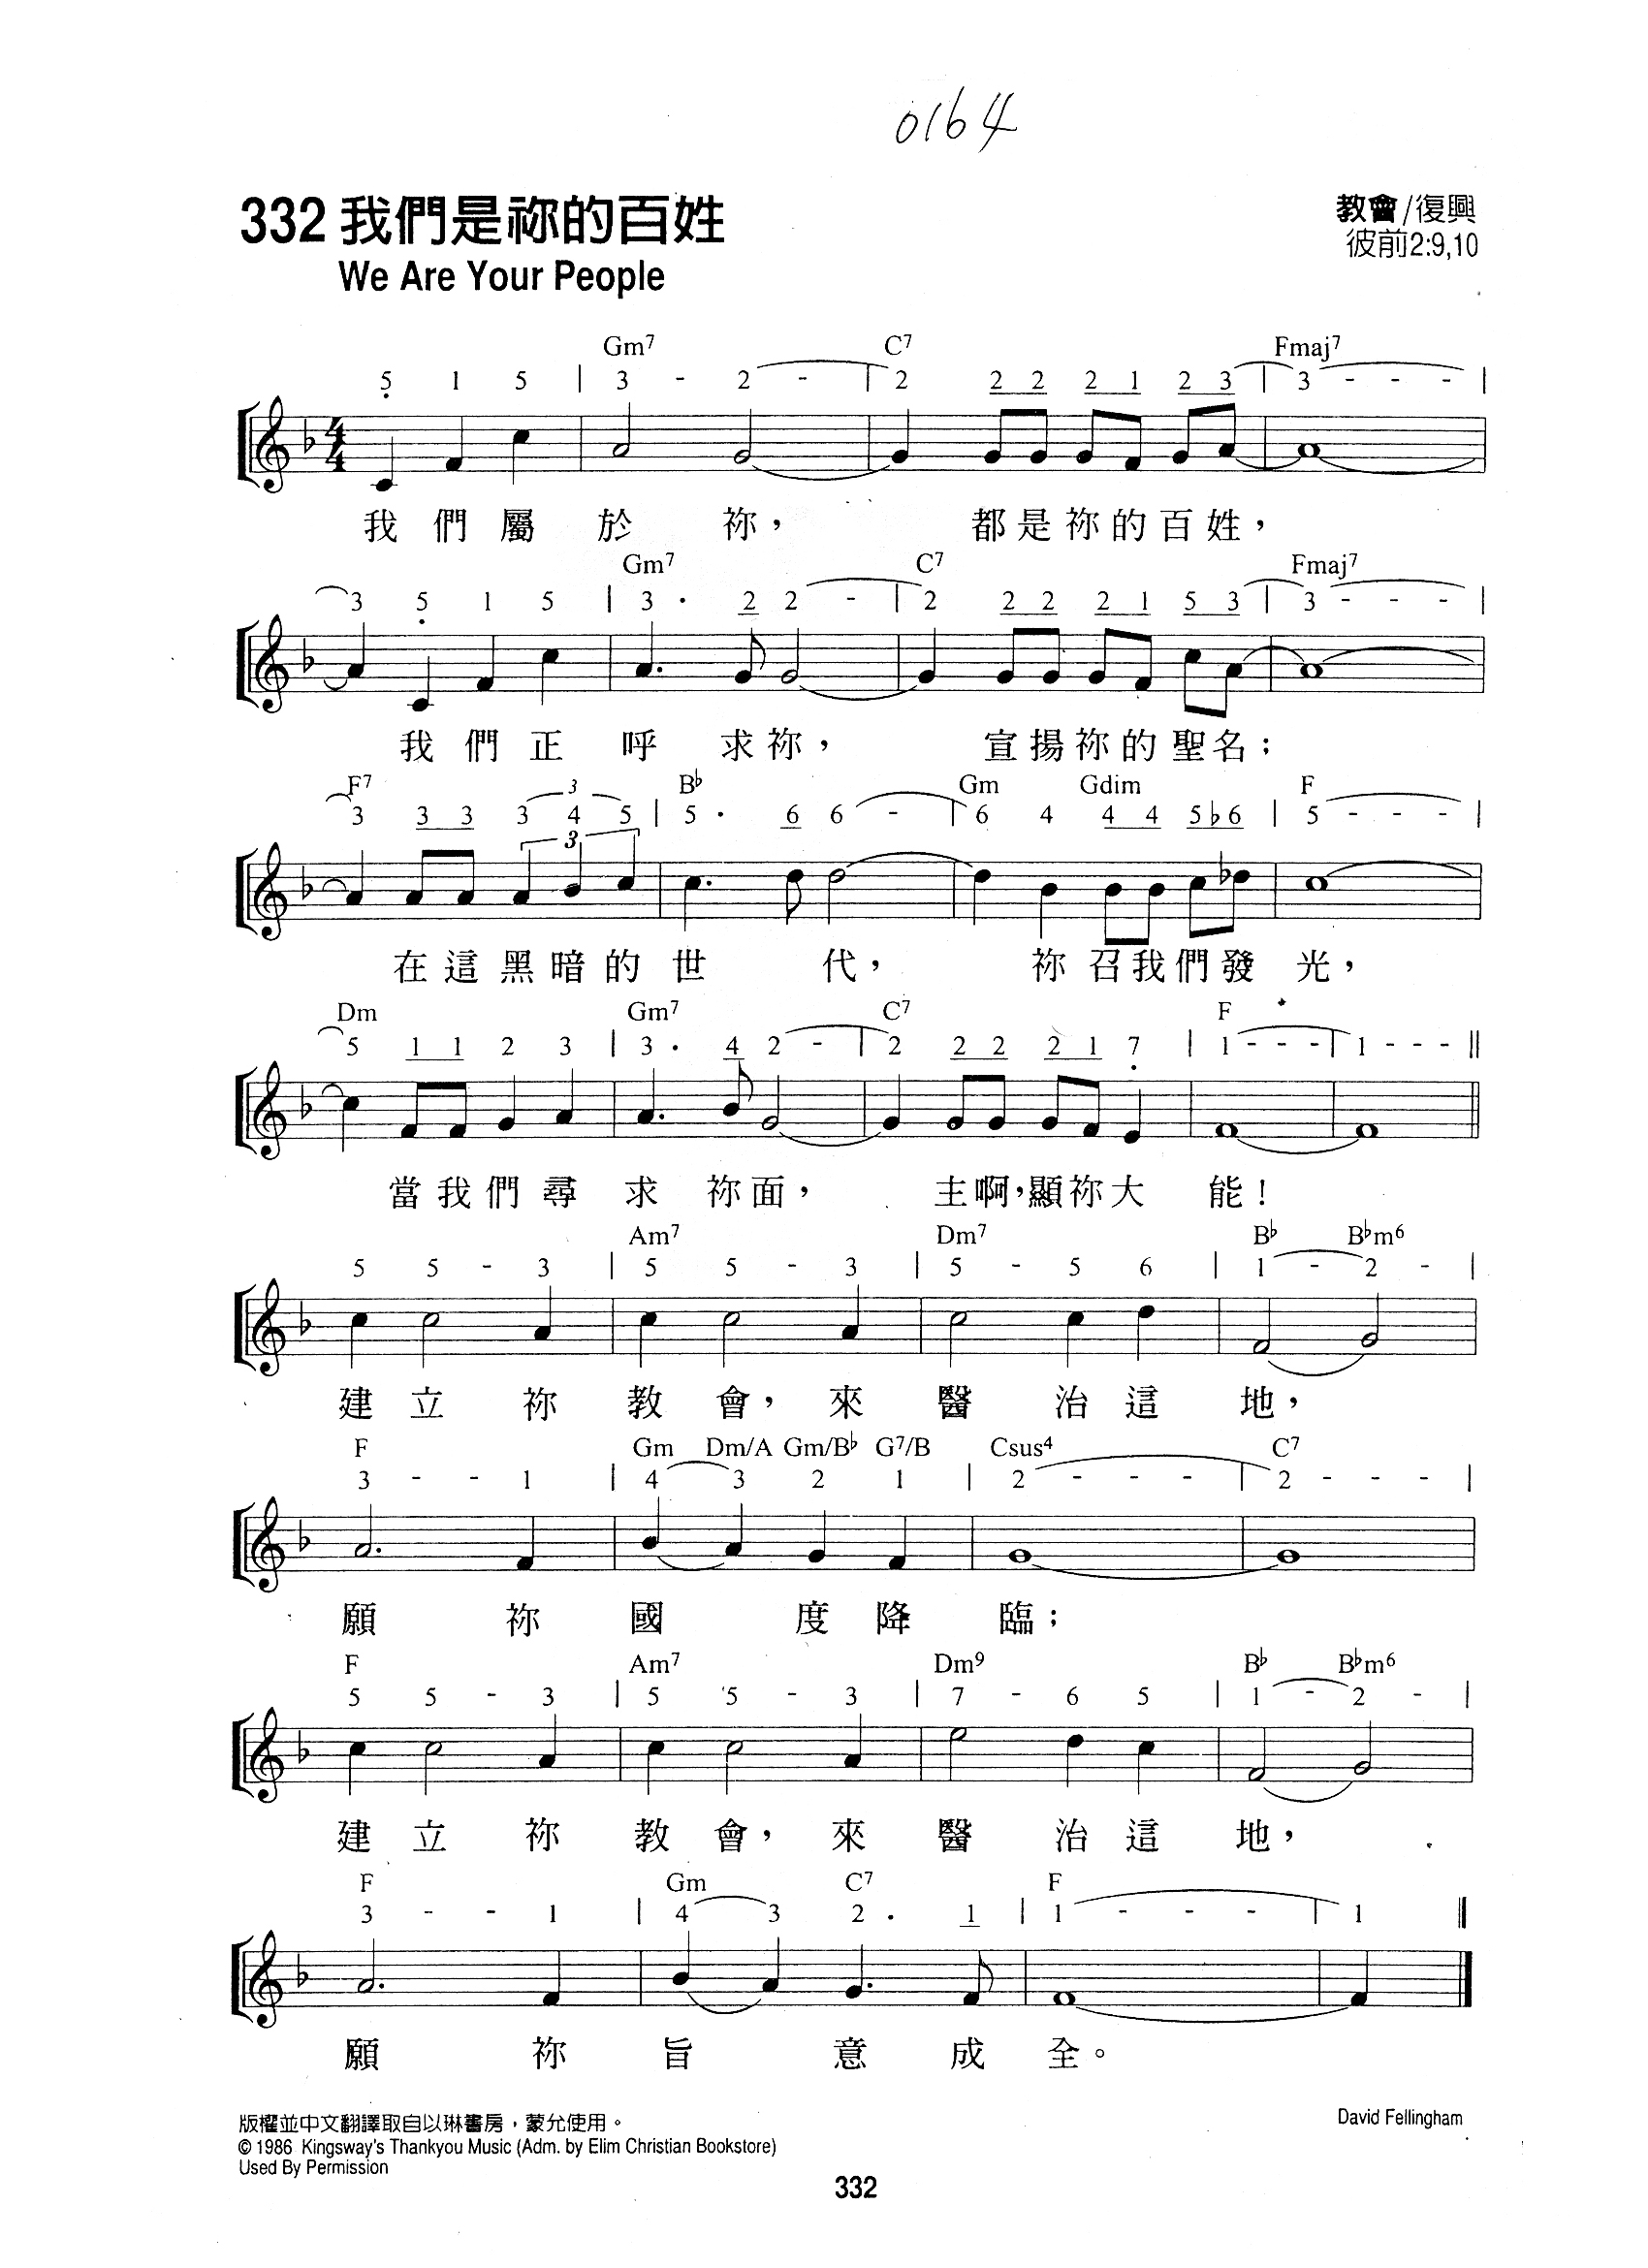 0164
332 我們是祢的百姓
We Are Your People
教會/復興
彼前2:9,10
Gm7 C7 Fmaj7
5 1 5 | 3 - 2 - | 2 2 2 2 1 2 3 | 3 - - - |
4 4
我們屬於祢，都是祢的百姓，
Gm7 C7 Fmaj7
3 5 1 5 | 3 · 2 2 - | 2 2 2 2 1 5 3 | 3 - - - |
我們正呼求祢，宣揚祢的聖名；
F7 B♭ Gm Gdim F
3 3 3 3 4 5 | 5 · 6 6 - | 6 4 4 4 5 ♭6 | 5 - - - |
3
3
在這黑暗的世代，祢召我們發光，
Dm Gm7 C7 F
5 1 1 2 3 | 3 · 4 2 - | 2 2 2 2 1 7 | 1 - - - | 1 - - - ||
當我們尋求祢面，主啊，顯祢大能！
Am7 Dm7 B♭ B♭m6
5 5 - 3 | 5 5 - 3 | 5 - 5 6 | 1 - 2 - |
建立祢教會，來醫治這地，
F Gm Dm/A Gm/B♭ G7/B Csus4 C7
3 - - 1 | 4 3 2 1 | 2 - - - | 2 - - - |
願祢國度降臨；
F Am7 Dm9 B♭ B♭m6
5 5 - 3 | 5 5 - 3 | 7 - 6 5 | 1 - 2 - |
建立祢教會，來醫治這地，
F Gm C7 F
3 - - 1 | 4 3 2 · 1 | 1 - - - | 1 ||
願祢旨意成全。
版權並中文翻譯取自以琳書房，蒙允使用。
© 1986 Kingsway's Thankyou Music (Adm. by Elim Christian Bookstore)
Used By Permission
David Fellingham
332